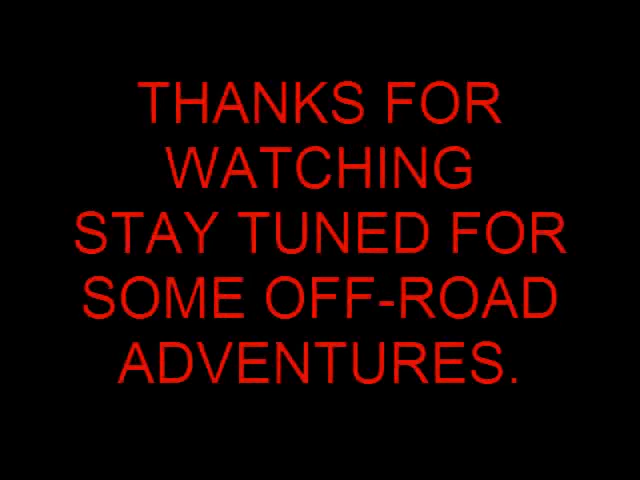 THANKS FOR
WATCHING
STAY TUNED FOR
SOME OFF-ROAD
ADVENTURES.